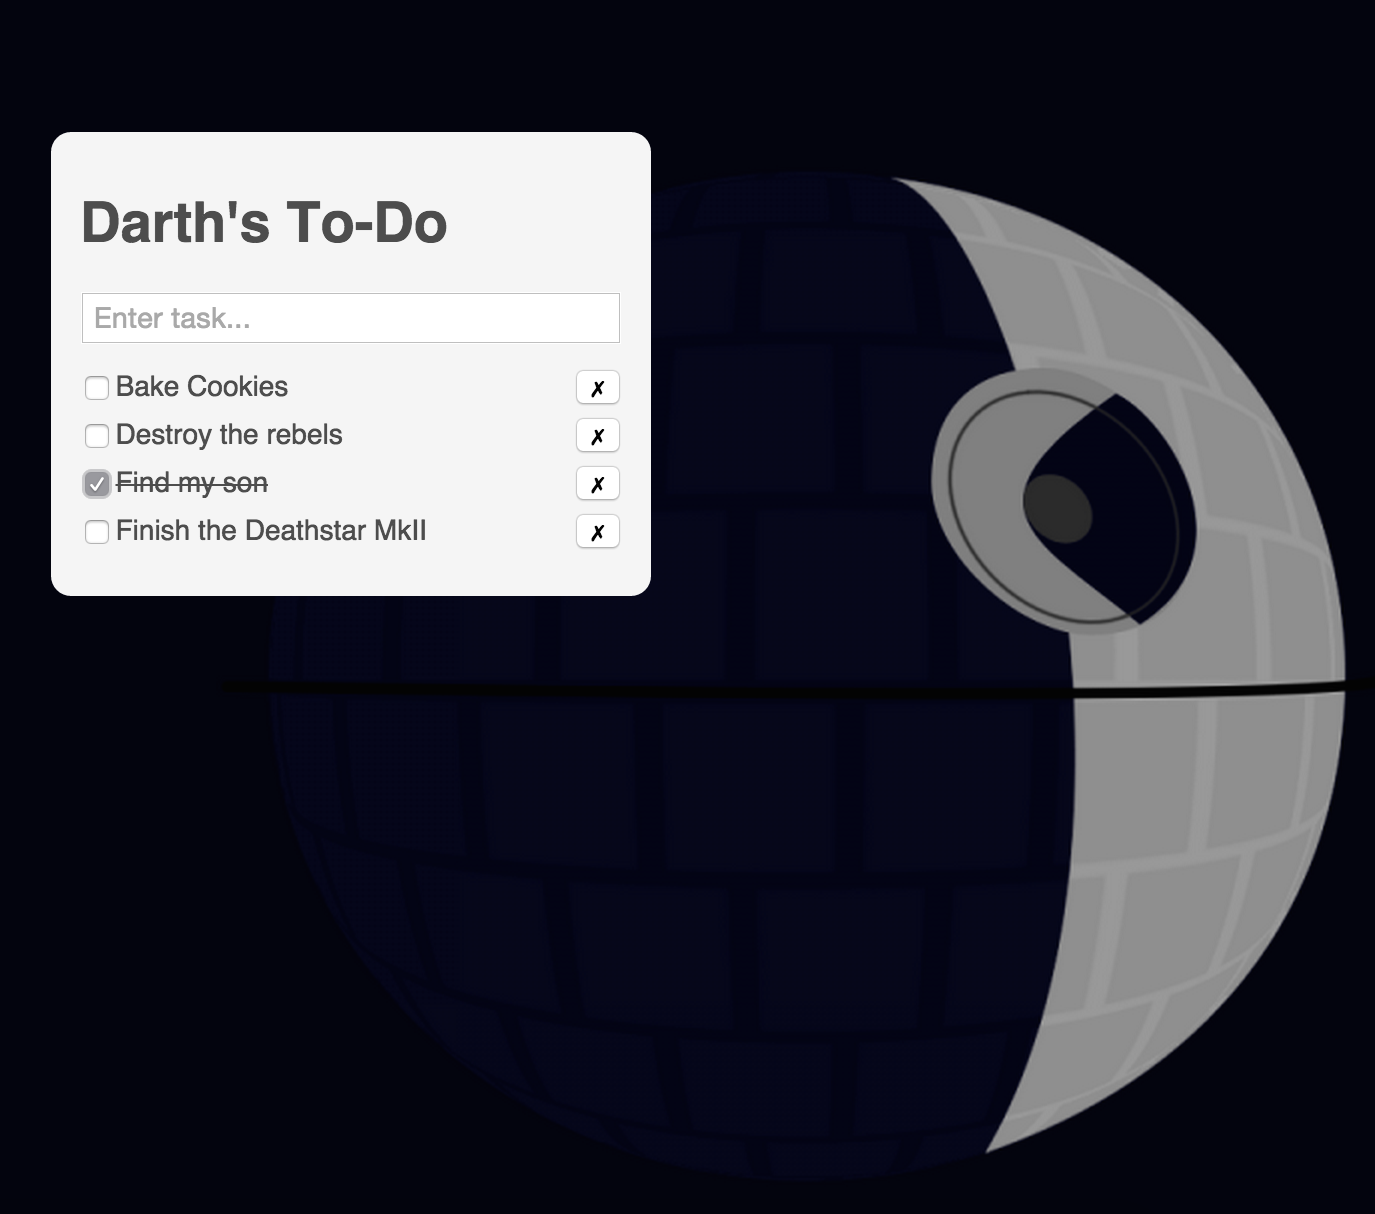 Darth's To-Do
Enter task...
Bake Cookies ✗
Destroy the rebels ✗
Find my son ✗
Finish the Deathstar MkII ✗